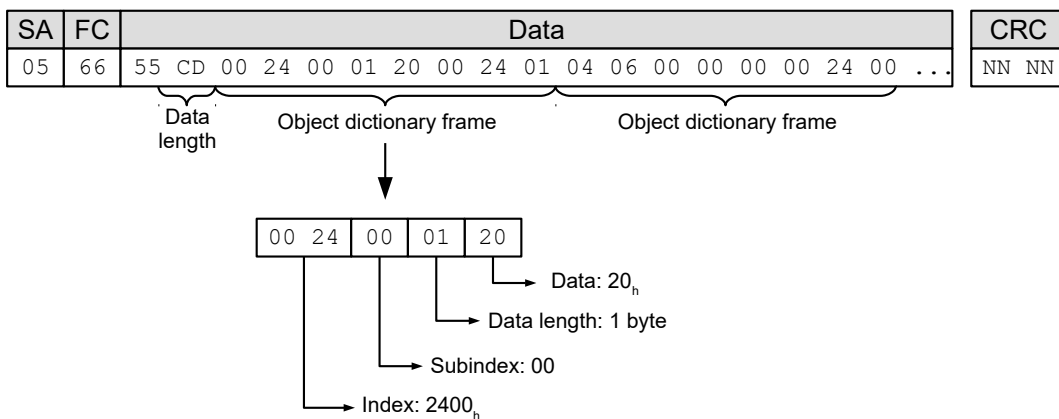 SA FC Data CRC
05 66 55 CD 00 24 00 01 20 00 24 01 04 06 00 00 00 00 24 00 ... NN NN
Data length Object dictionary frame Object dictionary frame
00 24 00 01 20
Data: 20h
Data length: 1 byte
Subindex: 00
Index: 2400h